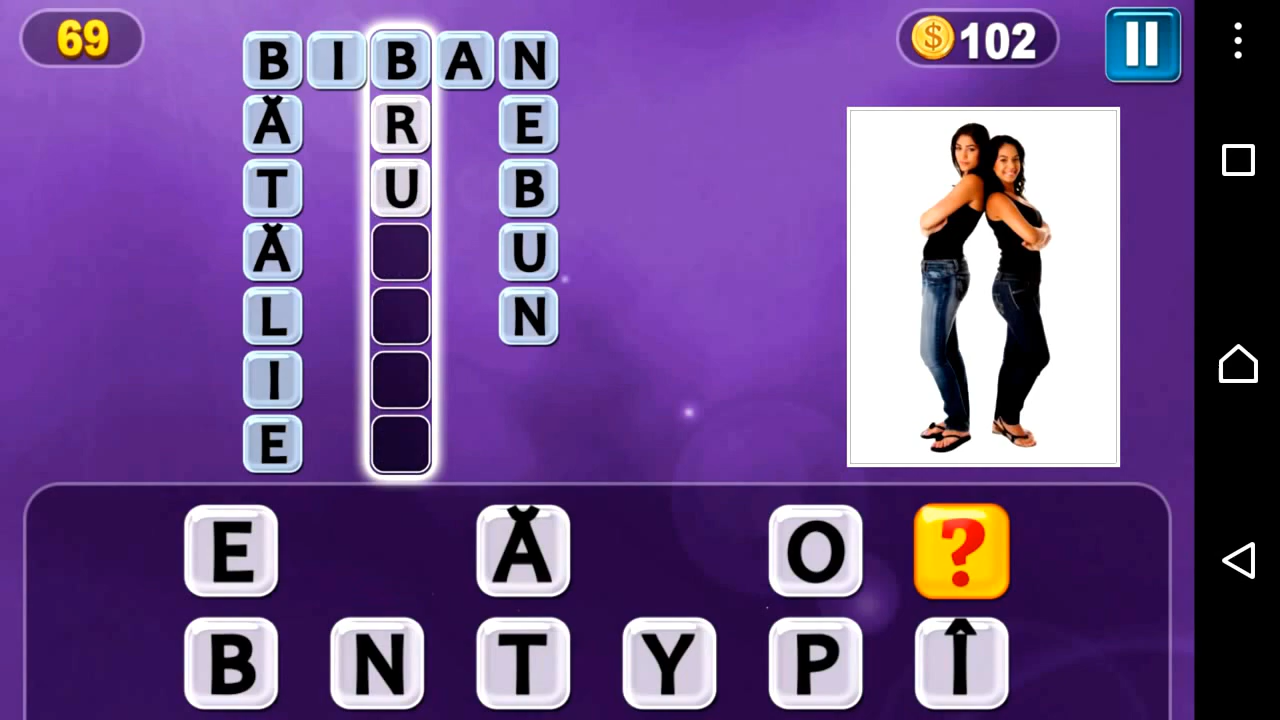 69
102
BIBAN
Ă R E
T U B
Ă U
L N
I
E
E Ă O ?
B N T Y P Î